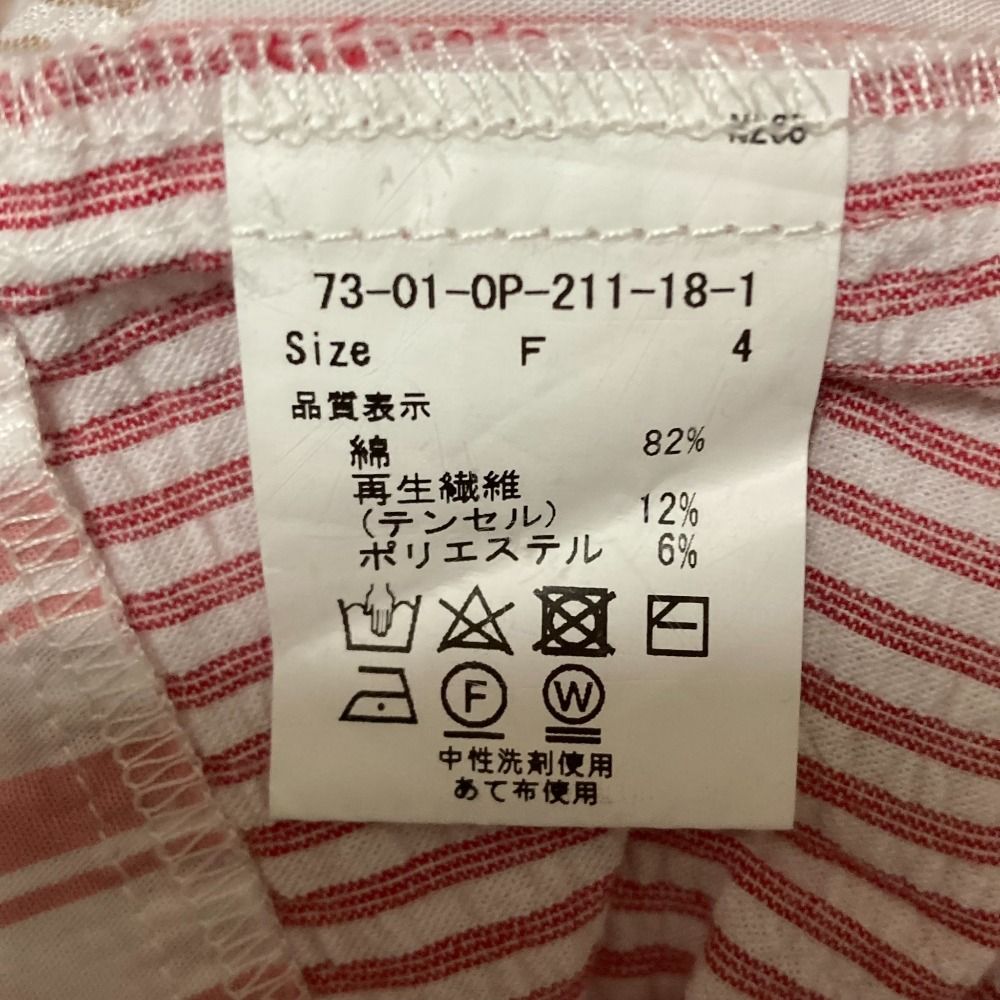 73-01-OP-211-18-1
Size F 4
品質表示
綿 82%
再生繊維
(テンセル) 12%
ポリエステル 6%
F W
中性洗剤使用
あて布使用